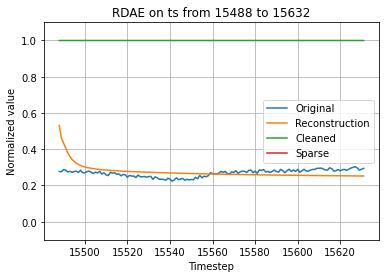 RDAE on ts from 15488 to 15632
Normalized value
1.0
0.8
0.6
0.4
0.2
0.0
Original
Reconstruction
Cleaned
Sparse
15500 15520 15540 15560 15580 15600 15620
Timestep